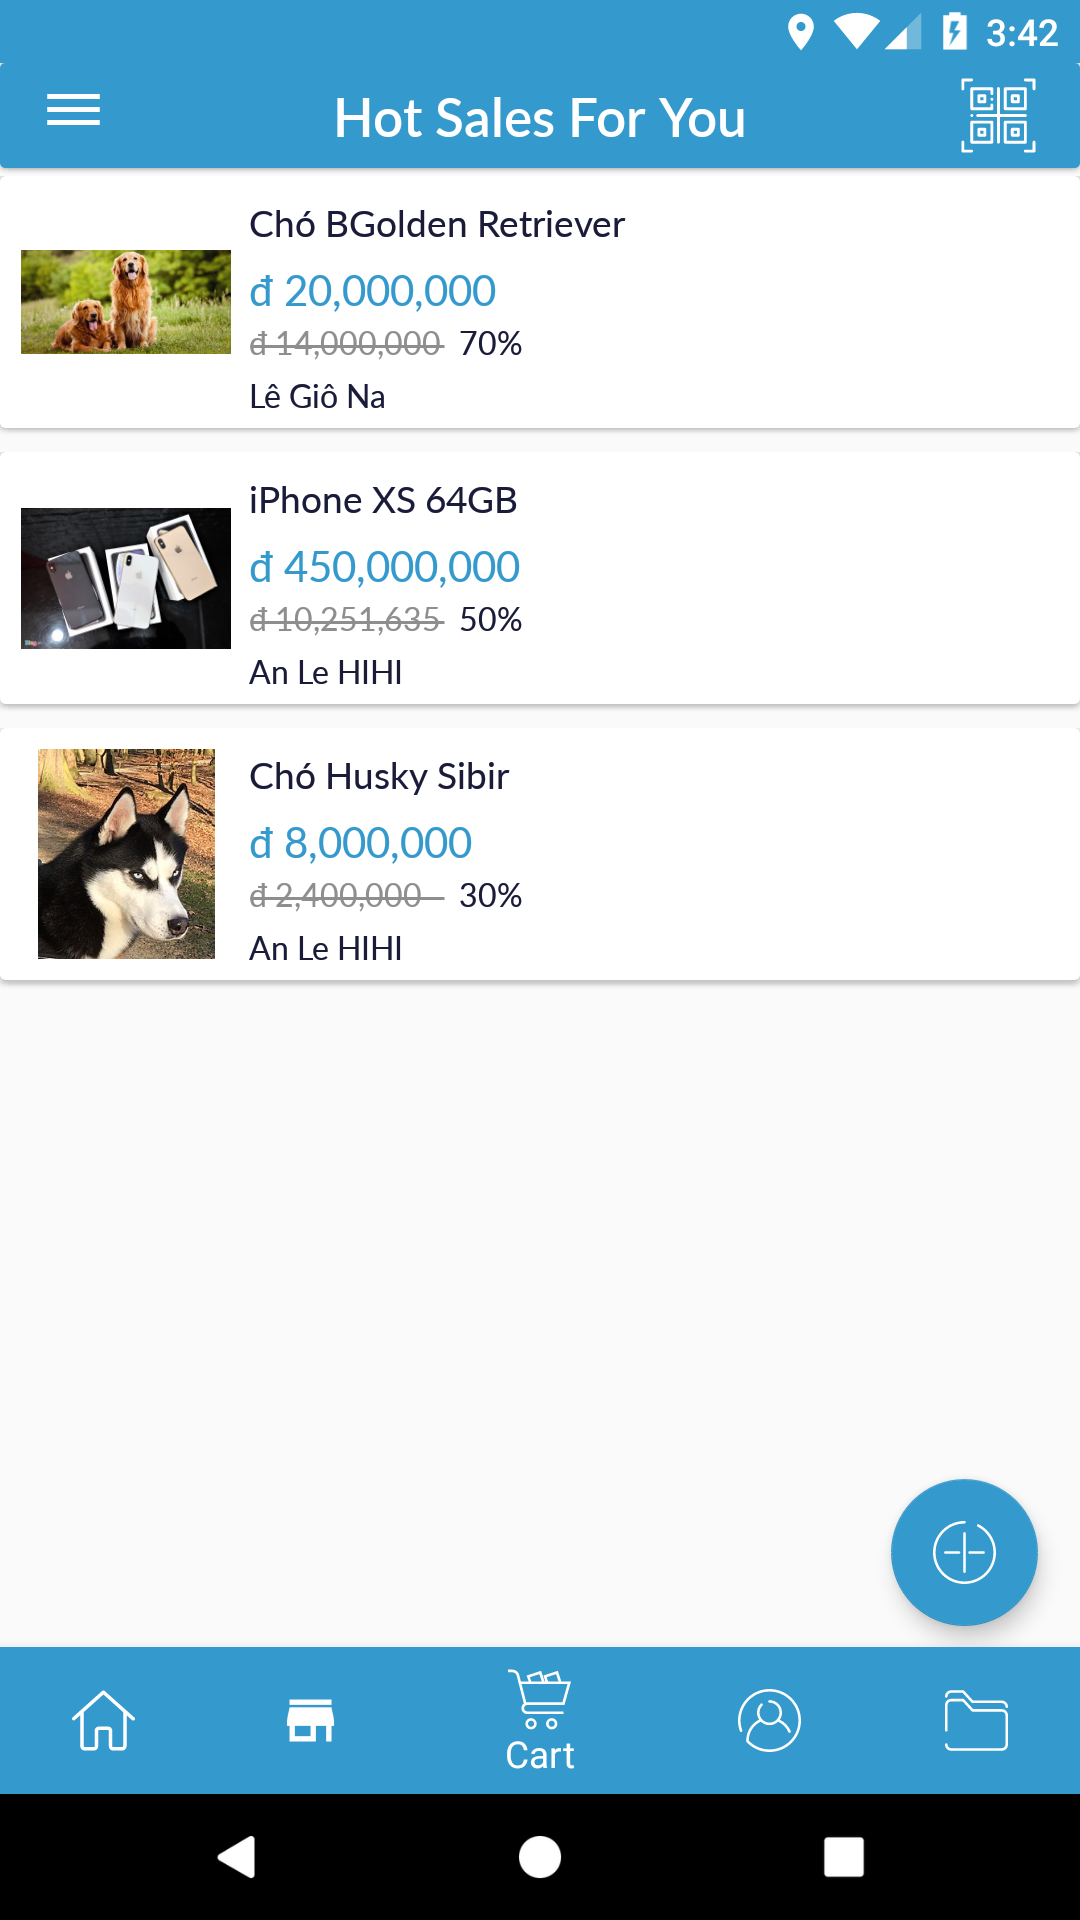 3:42
Hot Sales For You
Chó BGolden Retriever
đ 20,000,000
đ 14,000,000 70%
Lê Giô Na
iPhone XS 64GB
đ 450,000,000
đ 10,251,635 50%
An Le HIHI
Chó Husky Sibir
đ 8,000,000
đ 2,400,000 30%
An Le HIHI
Cart